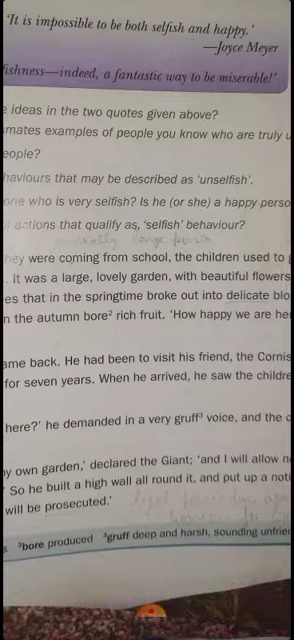 'It is impossible to be both selfish and happy.'
—Joyce Meyer
fishness—indeed, a fantastic way to be miserable!'
e ideas in the two quotes given above?
mates examples of people you know who are truly u
eople?
haviours that may be described as 'unselfish'.
one who is very selfish? Is he (or she) a happy perso
f actions that qualify as, 'selfish' behaviour?
really large person
hey were coming from school, the children used to g
. It was a large, lovely garden, with beautiful flowers
es that in the springtime broke out into delicate blo
n the autumn bore² rich fruit. 'How happy we are he
ame back. He had been to visit his friend, the Cornis
for seven years. When he arrived, he saw the childre
here?' he demanded in a very gruff³ voice, and the c
y own garden,' declared the Giant; 'and I will allow n
' So he built a high wall all round it, and put up a noti
will be prosecuted.'
legal
s ²bore produced ³gruff deep and harsh, sounding unfrien